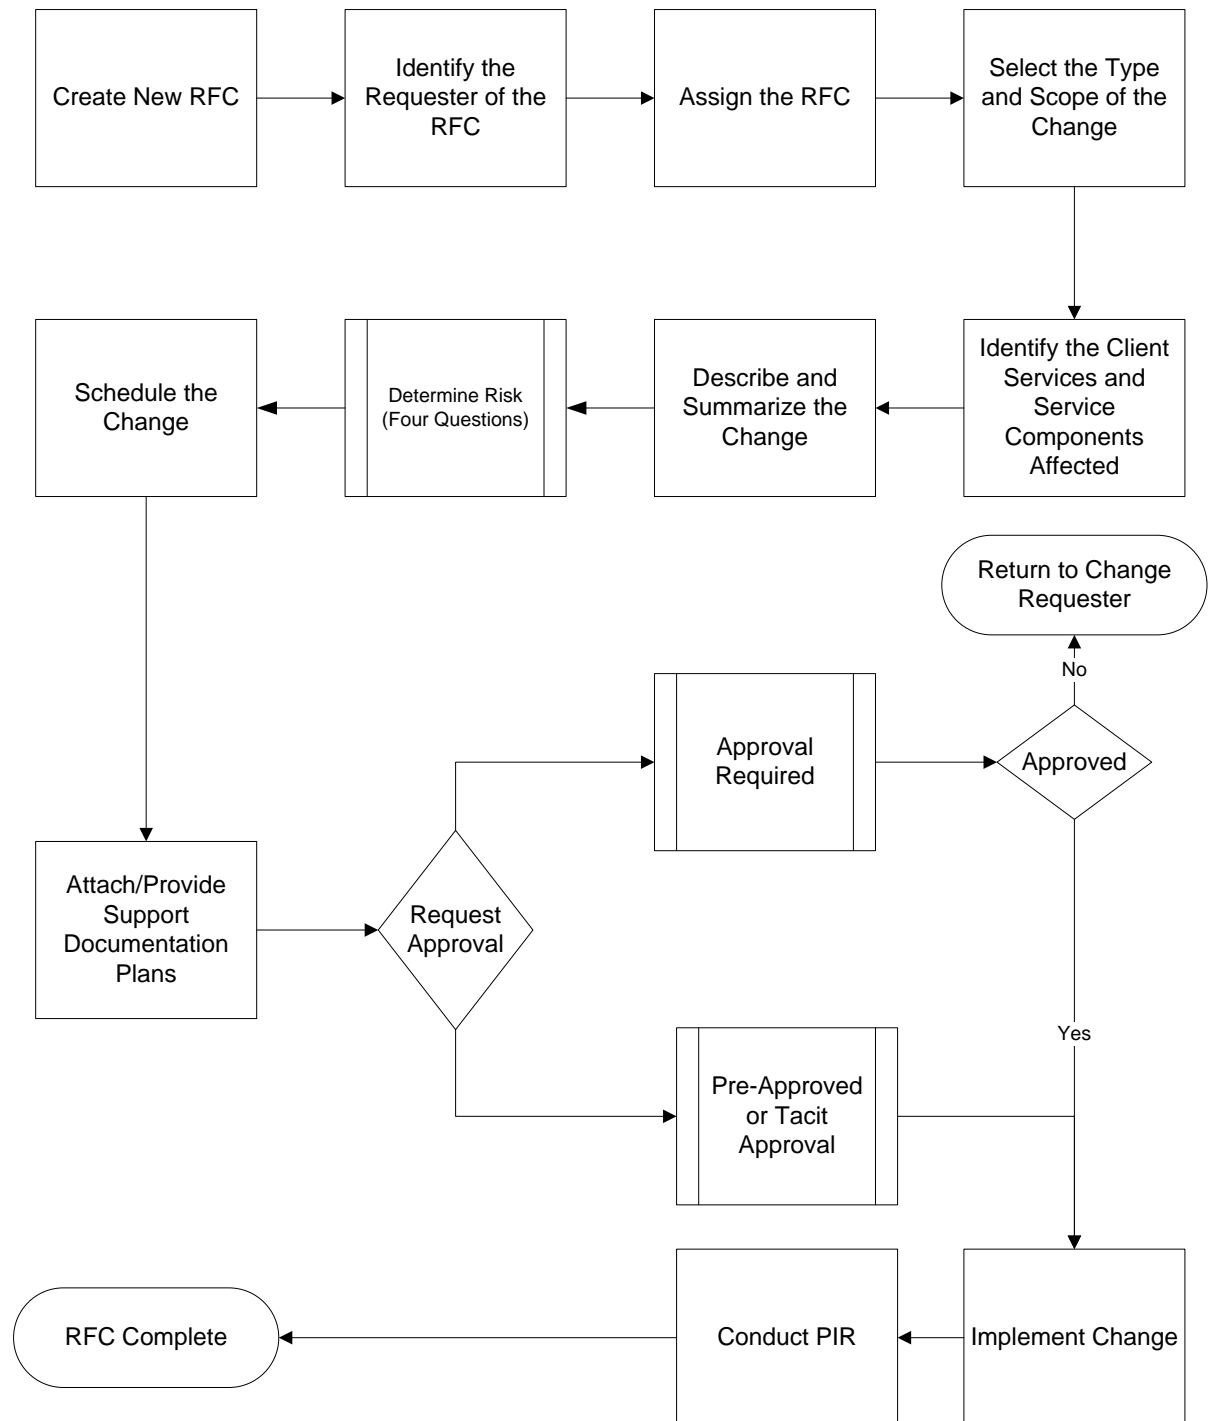 Create New RFC
Identify the
Requester of the
RFC
Assign the RFC
Select the Type
and Scope of the
Change
Schedule the
Change
Determine Risk
(Four Questions)
Describe and
Summarize the
Change
Identify the Client
Services and
Service
Components
Affected
Return to Change
Requester
No
Approval
Required
Approved
Attach/Provide
Support
Documentation
Plans
Request
Approval
Yes
Pre-Approved
or Tacit
Approval
RFC Complete
Conduct PIR
Implement Change